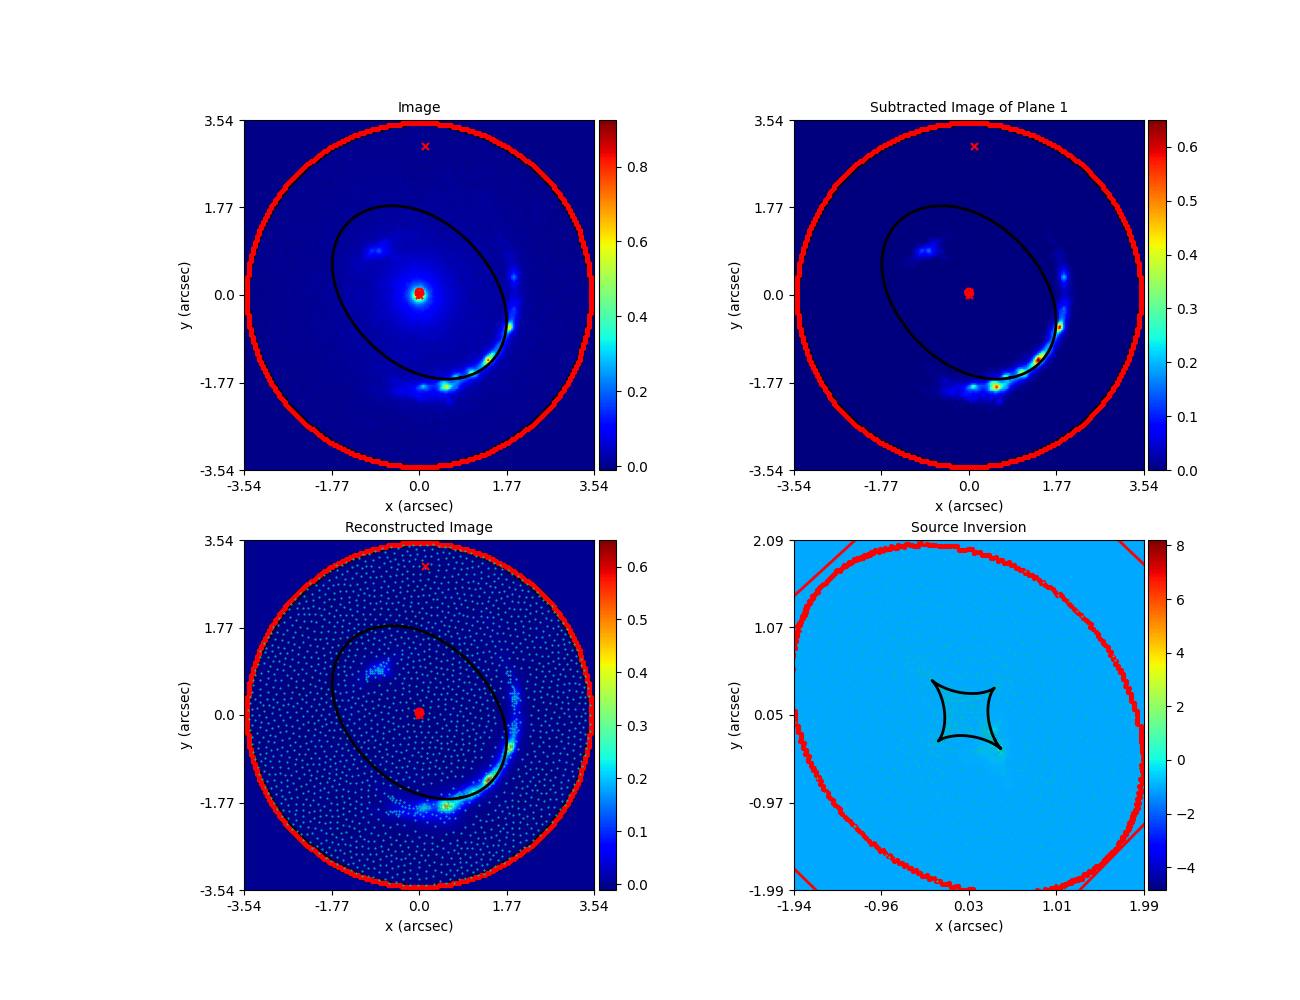 Image
3.54
1.77
0.0
-1.77
-3.54
y (arcsec)
-3.54 -1.77 0.0 1.77 3.54
x (arcsec)
0.8
0.6
0.4
0.2
0.0
Subtracted Image of Plane 1
3.54
1.77
0.0
-1.77
-3.54
y (arcsec)
-3.54 -1.77 0.0 1.77 3.54
x (arcsec)
0.6
0.5
0.4
0.3
0.2
0.1
0.0
Reconstructed Image
3.54
1.77
0.0
-1.77
-3.54
y (arcsec)
-3.54 -1.77 0.0 1.77 3.54
x (arcsec)
0.6
0.5
0.4
0.3
0.2
0.1
0.0
Source Inversion
2.09
1.07
0.05
-0.97
-1.99
y (arcsec)
-1.94 -0.96 0.03 1.01 1.99
x (arcsec)
8
6
4
2
0
−2
−4